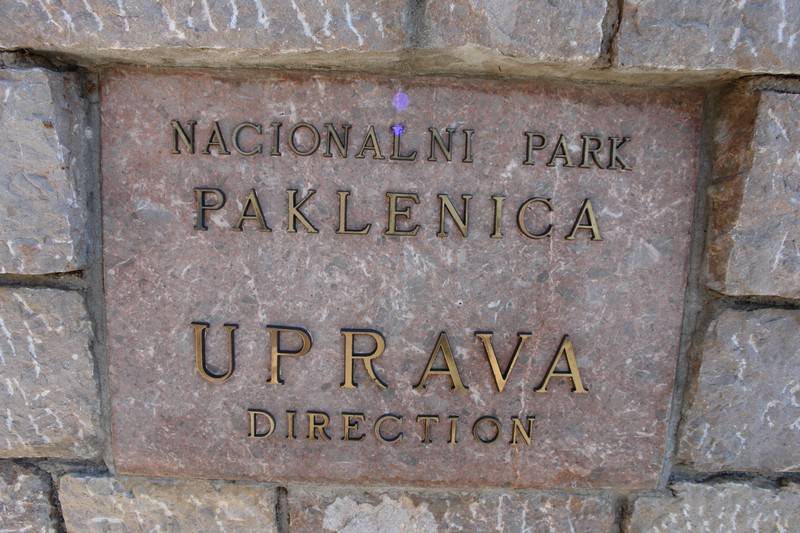 NACIONALNI PARK
PAKLENICA
UPRAVA
DIRECTION